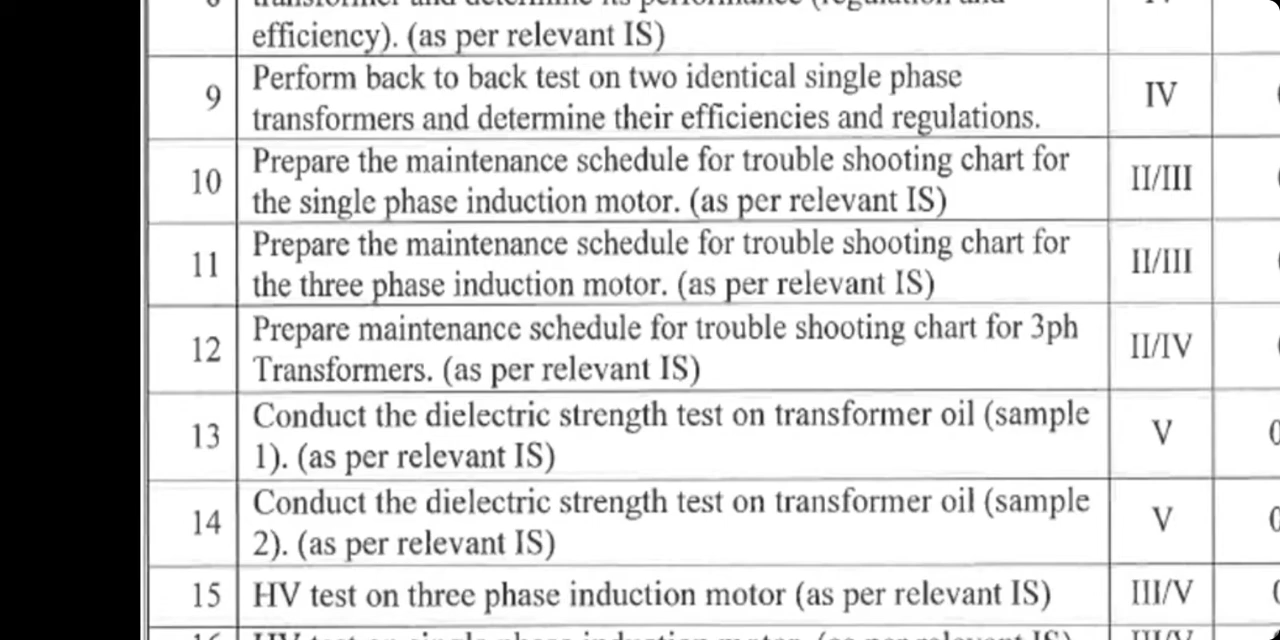 efficiency). (as per relevant IS)
9 Perform back to back test on two identical single phase IV
transformers and determine their efficiencies and regulations.
10 Prepare the maintenance schedule for trouble shooting chart for II/III
the single phase induction motor. (as per relevant IS)
11 Prepare the maintenance schedule for trouble shooting chart for II/III
the three phase induction motor. (as per relevant IS)
12 Prepare maintenance schedule for trouble shooting chart for 3ph II/IV
Transformers. (as per relevant IS)
13 Conduct the dielectric strength test on transformer oil (sample V
1). (as per relevant IS)
14 Conduct the dielectric strength test on transformer oil (sample V
2). (as per relevant IS)
15 HV test on three phase induction motor (as per relevant IS) III/V